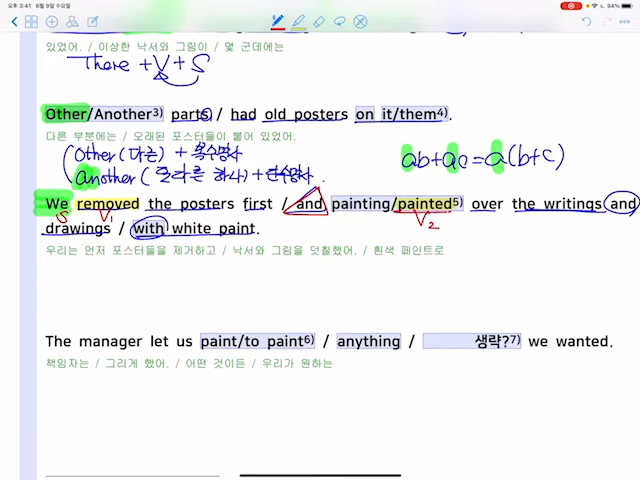 오후 3:41 6월 9일 수요일
94%
있었어. / 이상한 낙서와 그림이 / 몇 군데에는
There + V + S
Other/Another3) parts / had old posters on it/them4).
다른 부분에는 / 오래된 포스터들이 붙어 있었어.
Other (다른) + 복수명사
ab+ac=a(b+c)
another (또다른 하나) + 단수명사.
We removed the posters first / and painting/painted5) over the writings and
S V1 V2
drawings / with white paint.
우리는 먼저 포스터들을 제거하고 / 낙서와 그림을 덧칠했어. / 흰색 페인트로
The manager let us paint/to paint6) / anything / 생략?7) we wanted.
책임자는 / 그리게 했어. / 어떤 것이든 / 우리가 원하는